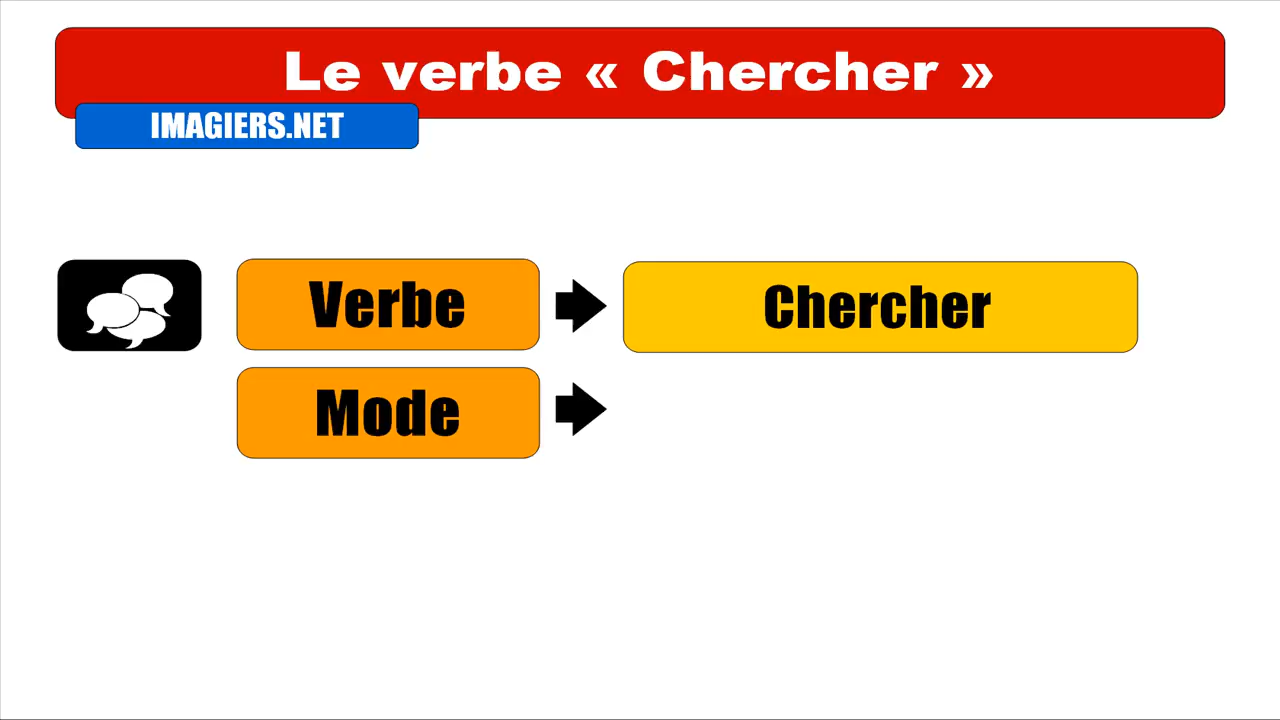 Le verbe « Chercher »
IMAGIERS.NET
Verbe
Chercher
Mode